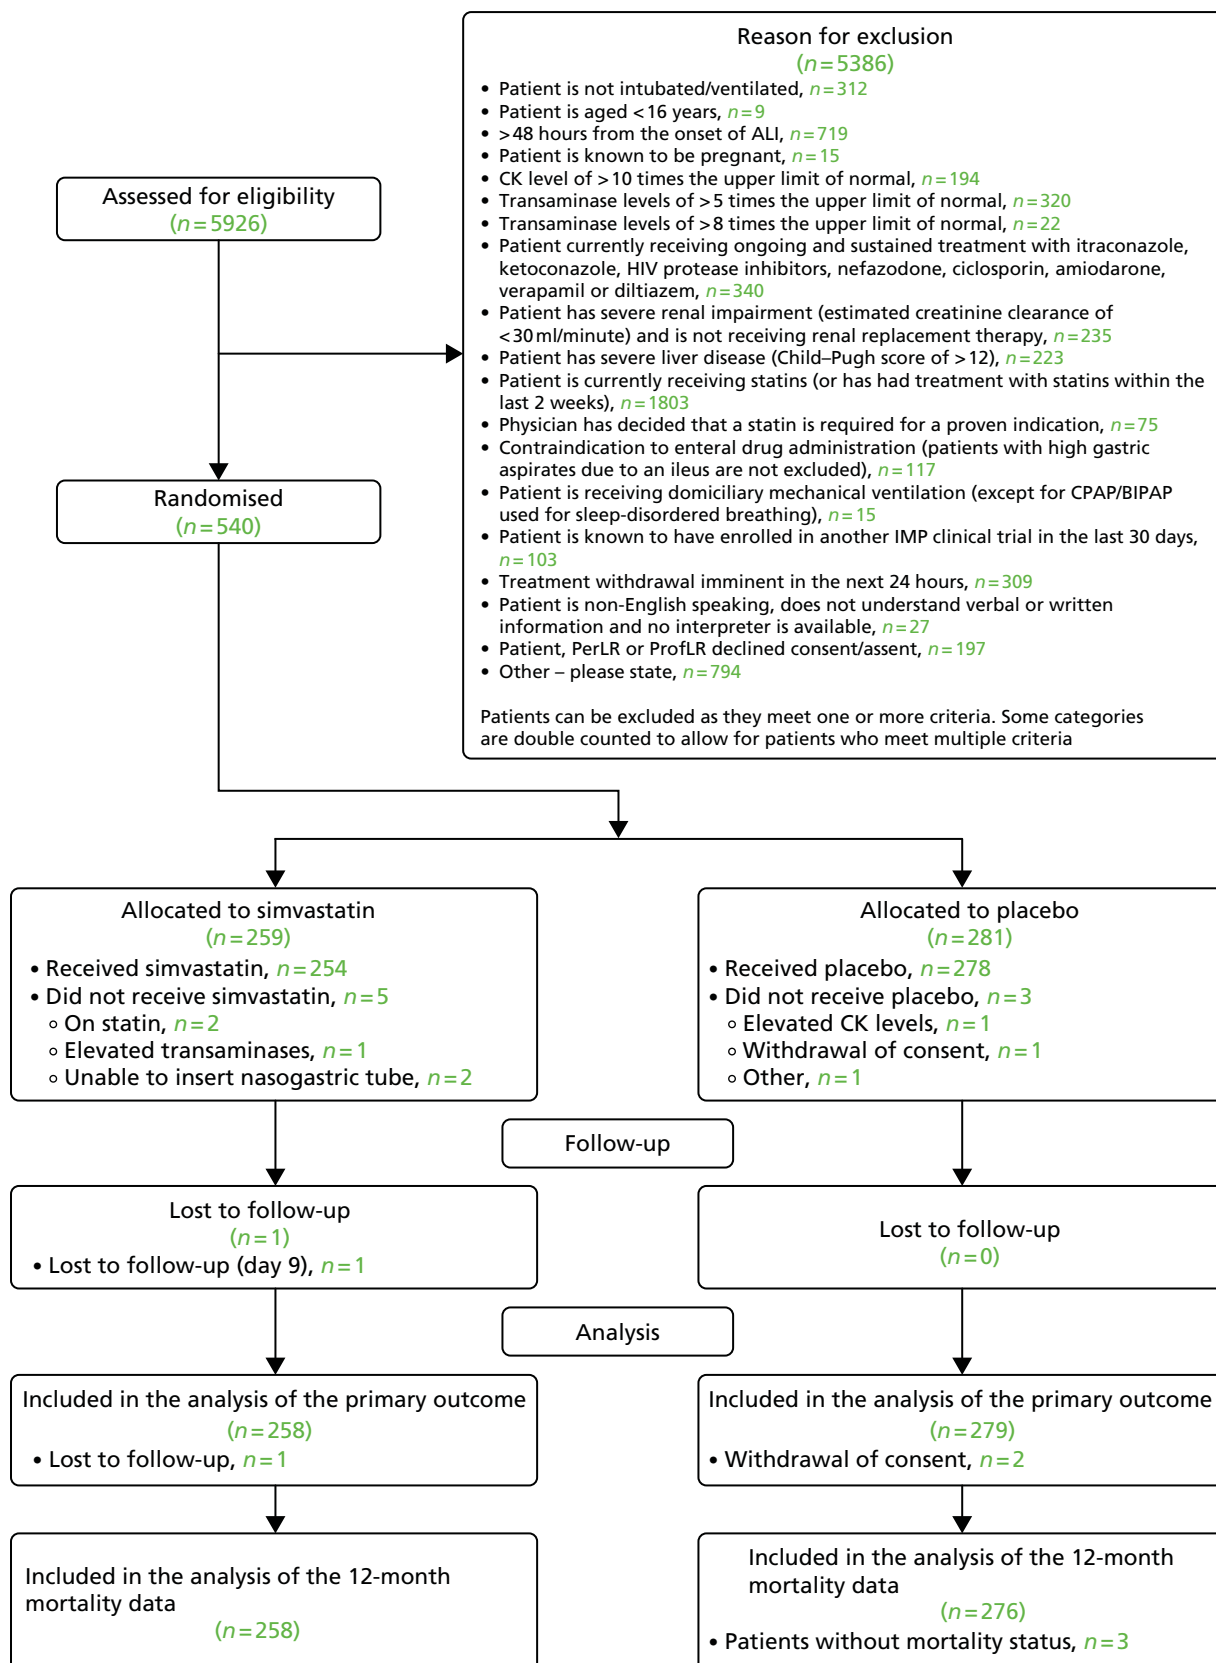 Reason for exclusion
(n=5386)
• Patient is not intubated/ventilated, n=312
• Patient is aged <16 years, n=9
• >48 hours from the onset of ALI, n=719
• Patient is known to be pregnant, n=15
• CK level of >10 times the upper limit of normal, n=194
• Transaminase levels of >5 times the upper limit of normal, n=320
• Transaminase levels of >8 times the upper limit of normal, n=22
• Patient currently receiving ongoing and sustained treatment with itraconazole,
ketoconazole, HIV protease inhibitors, nefazodone, ciclosporin, amiodarone,
verapamil or diltiazem, n=340
• Patient has severe renal impairment (estimated creatinine clearance of
<30 ml/minute) and is not receiving renal replacement therapy, n=235
• Patient has severe liver disease (Child–Pugh score of >12), n=223
• Patient is currently receiving statins (or has had treatment with statins within the
last 2 weeks), n=1803
• Physician has decided that a statin is required for a proven indication, n=75
• Contraindication to enteral drug administration (patients with high gastric
aspirates due to an ileus are not excluded), n=117
• Patient is receiving domiciliary mechanical ventilation (except for CPAP/BIPAP
used for sleep-disordered breathing), n=15
• Patient is known to have enrolled in another IMP clinical trial in the last 30 days,
n=103
• Treatment withdrawal imminent in the next 24 hours, n=309
• Patient is non-English speaking, does not understand verbal or written
information and no interpreter is available, n=27
• Patient, PerLR or ProfLR declined consent/assent, n=197
• Other – please state, n=794
Patients can be excluded as they meet one or more criteria. Some categories
are double counted to allow for patients who meet multiple criteria
Assessed for eligibility
(n=5926)
Randomised
(n=540)
Allocated to simvastatin
(n=259)
• Received simvastatin, n=254
• Did not receive simvastatin, n=5
◦ On statin, n=2
◦ Elevated transaminases, n=1
◦ Unable to insert nasogastric tube, n=2
Allocated to placebo
(n=281)
• Received placebo, n=278
• Did not receive placebo, n=3
◦ Elevated CK levels, n=1
◦ Withdrawal of consent, n=1
◦ Other, n=1
Follow-up
Lost to follow-up
(n=1)
• Lost to follow-up (day 9), n=1
Lost to follow-up
(n=0)
Analysis
Included in the analysis of the primary outcome
(n=258)
• Lost to follow-up, n=1
Included in the analysis of the primary outcome
(n=279)
• Withdrawal of consent, n=2
Included in the analysis of the 12-month
mortality data
(n=258)
Included in the analysis of the 12-month
mortality data
(n=276)
• Patients without mortality status, n=3